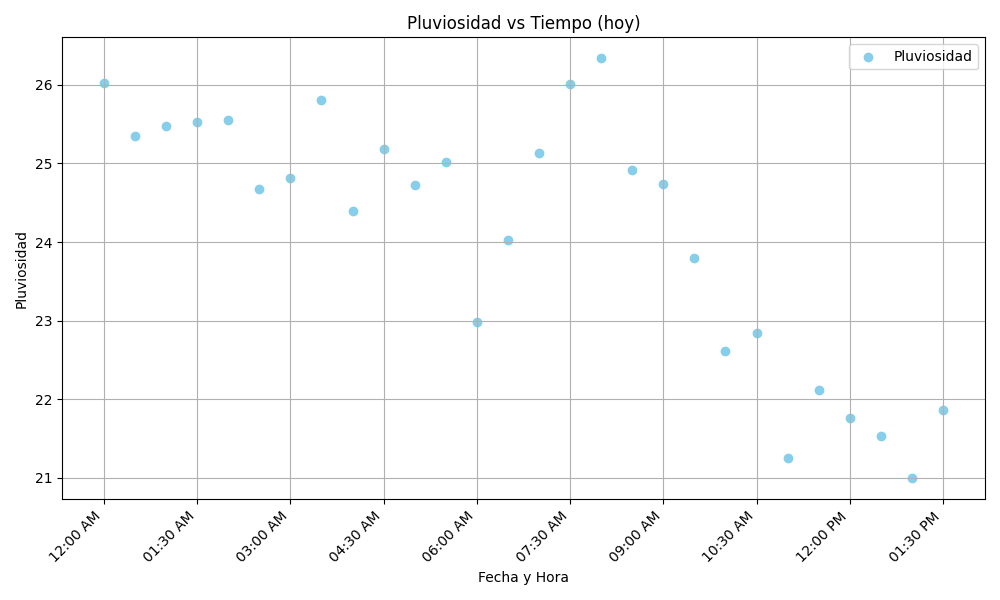 Pluviosidad vs Tiempo (hoy)
Pluviosidad
26
25
24
23
22
21
Pluviosidad
12:00 AM
01:30 AM
03:00 AM
04:30 AM
06:00 AM
07:30 AM
09:00 AM
10:30 AM
12:00 PM
01:30 PM
Fecha y Hora